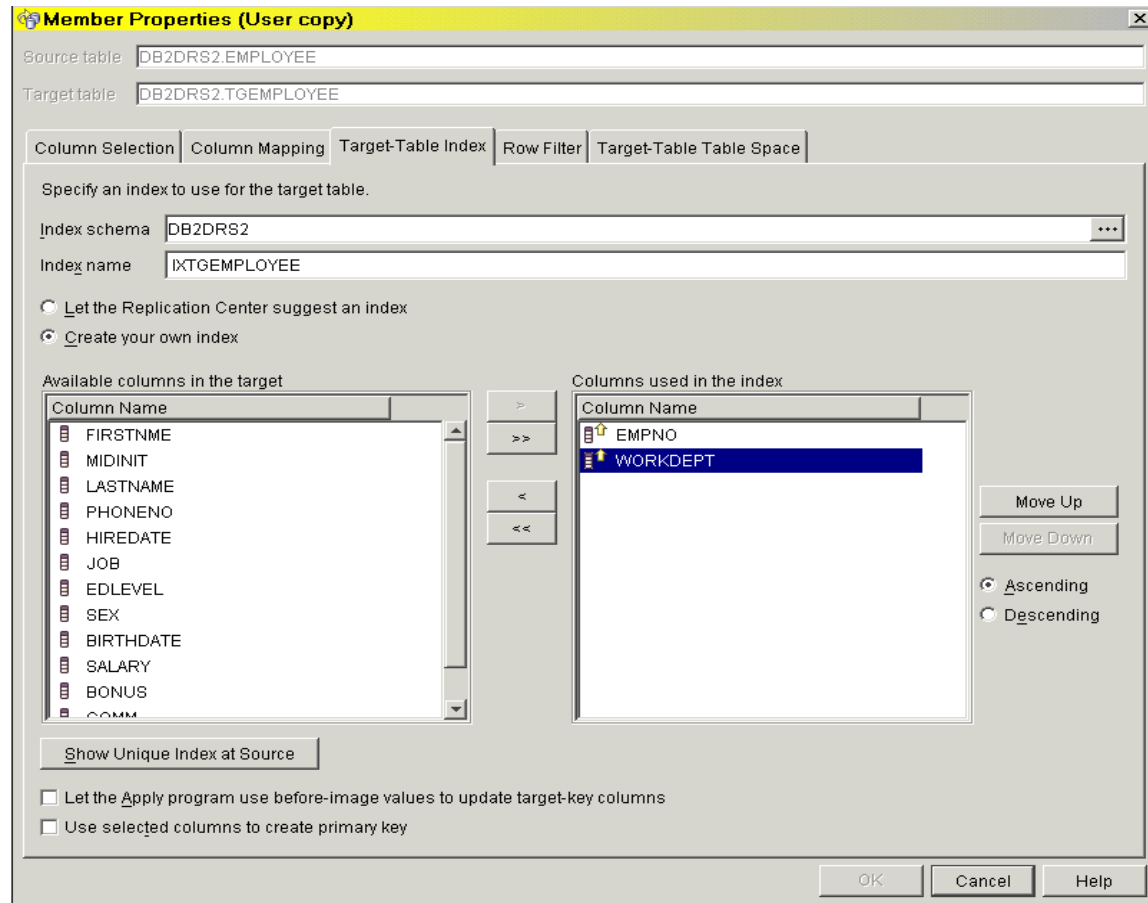 Member Properties (User copy)
Source table DB2DRS2.EMPLOYEE
Target table DB2DRS2.TGEMPLOYEE
Column Selection Column Mapping Target-Table Index Row Filter Target-Table Table Space
Specify an index to use for the target table.
Index schema DB2DRS2 ...
Index name IXTGEMPLOYEE
Let the Replication Center suggest an index
Create your own index
Available columns in the target
Column Name
FIRSTNME
MIDINIT
LASTNAME
PHONENO
HIREDATE
JOB
EDLEVEL
SEX
BIRTHDATE
SALARY
BONUS
COMM
>
>>
<
<<
Columns used in the index
Column Name
EMPNO
WORKDEPT
Move Up
Move Down
Ascending
Descending
Show Unique Index at Source
Let the Apply program use before-image values to update target-key columns
Use selected columns to create primary key
OK Cancel Help